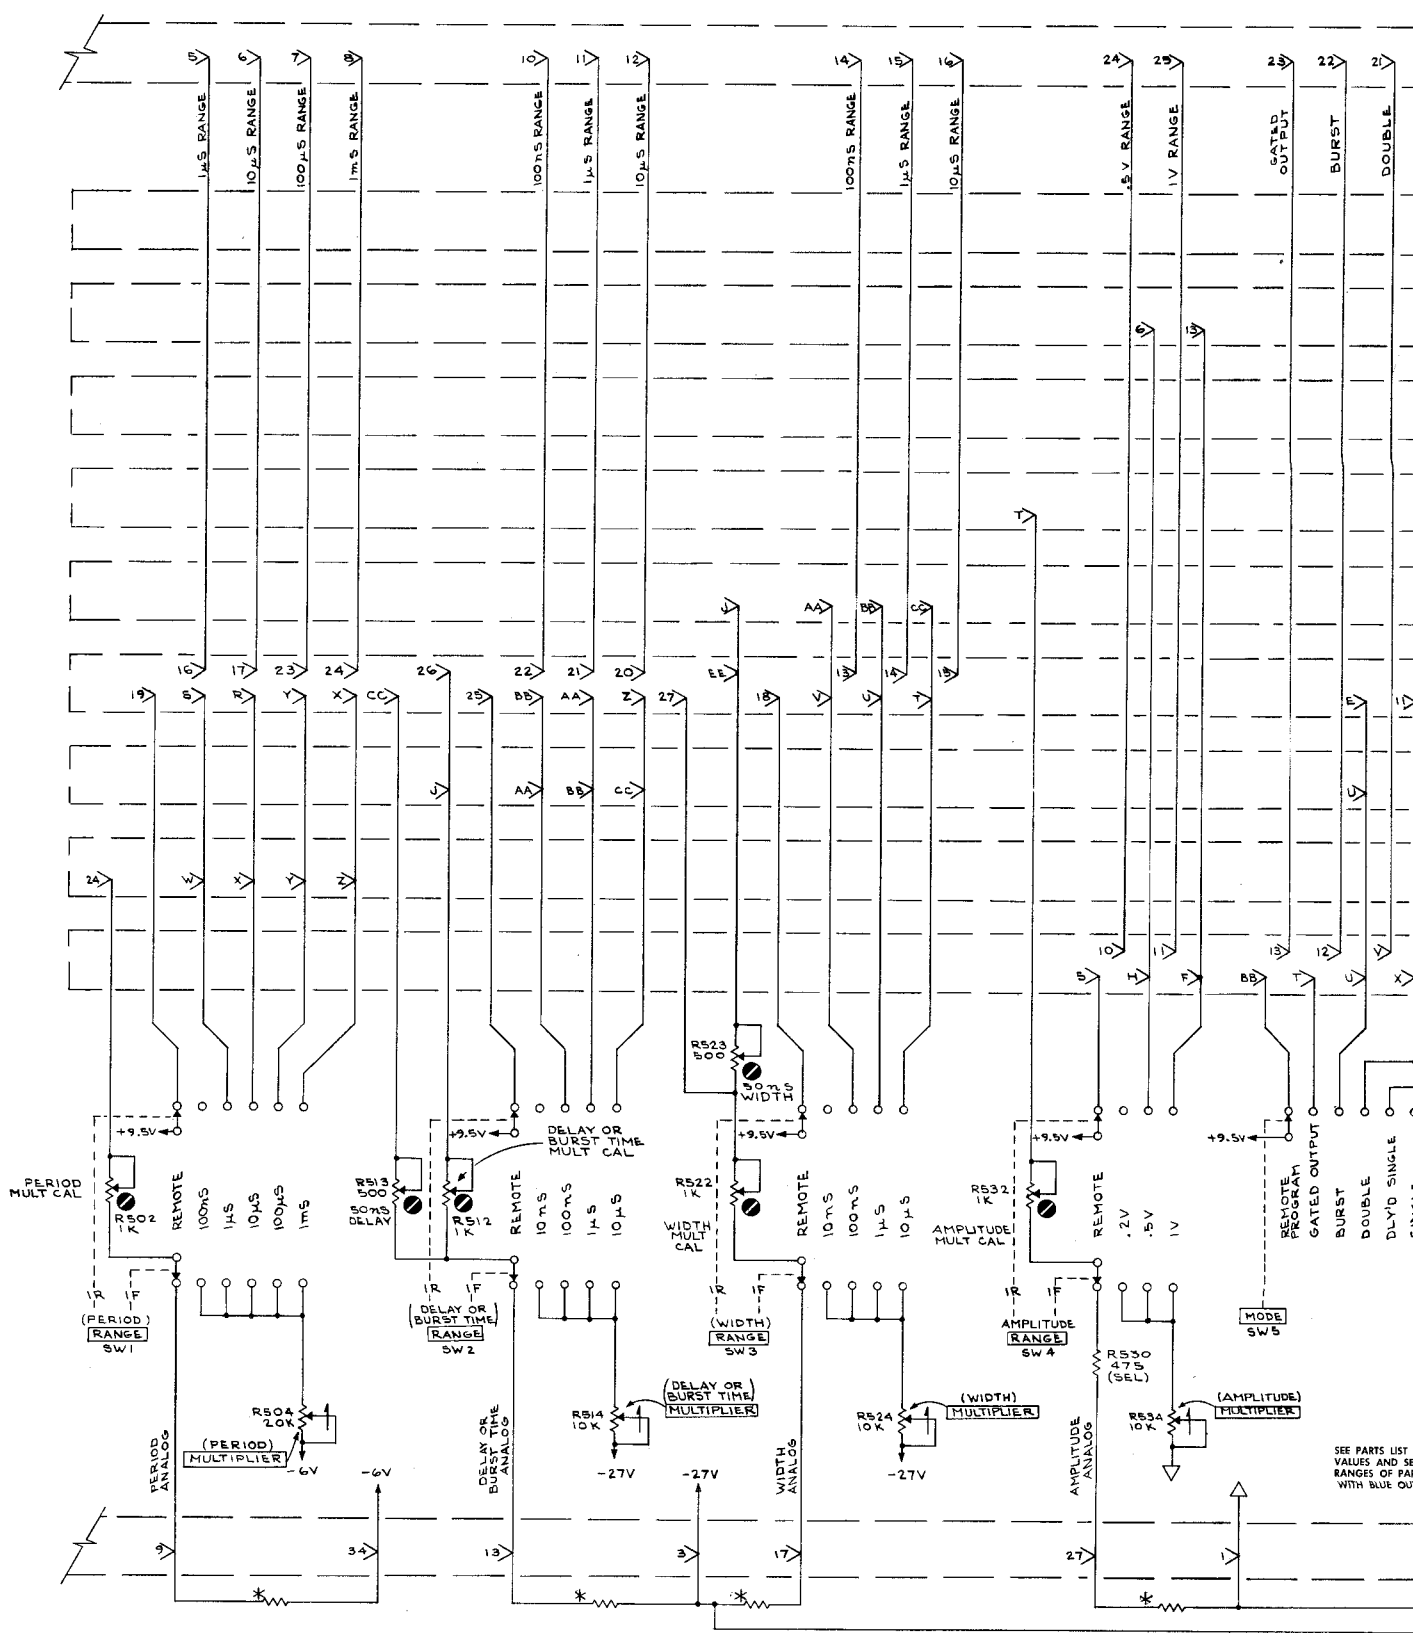 5 6 7 8 10 11 12 14 15 16 24 25 23 22 21
1µS RANGE
10µS RANGE
100µS RANGE
1mS RANGE
100nS RANGE
1µS RANGE
10µS RANGE
100nS RANGE
1µS RANGE
10µS RANGE
.5V RANGE
1V RANGE
GATED
OUTPUT
BURST
DOUBLE
6 13
Y
J AA BB CC
16 17 23 24 26 22 21 20 EE 13 14 15
19 S R Y X CC 25 BB AA Z 27 18 V U T E 17
J AA BB CC
24 W X Y Z
10 11 13 12 V
S H F BB T U X
R523
500
50nS
WIDTH
+9.5V
+9.5V
+9.5V
+9.5V
+9.5V
DELAY OR
BURST TIME
MULT CAL
PERIOD
MULT CAL
R502
1K
REMOTE
100nS
1µS
10µS
100µS
1mS
R513
500
50nS
DELAY
R512
1K
REMOTE
10nS
100nS
1µS
10µS
R522
1K
WIDTH
MULT
CAL
REMOTE
10nS
100nS
1µS
10µS
R532
1K
AMPLITUDE
MULT CAL
REMOTE
.2V
.5V
1V
REMOTE
PROGRAM
GATED OUTPUT
BURST
DOUBLE
DLY'D SINGLE
1R 1F
(PERIOD)
RANGE
SW1
1R 1F
(DELAY OR
BURST TIME)
RANGE
SW2
1R 1F
(WIDTH)
RANGE
SW3
1R 1F
AMPLITUDE
RANGE
SW4
MODE
SW5
R530
475
(SEL)
R504
20K
(PERIOD)
MULTIPLIER
-6V
-6V
PERIOD
ANALOG
(DELAY OR
BURST TIME)
MULTIPLIER
R514
10K
-27V
-27V
DELAY OR
BURST TIME
ANALOG
(WIDTH)
MULTIPLIER
R524
10K
-27V
WIDTH
ANALOG
(AMPLITUDE)
MULTIPLIER
R534
10K
AMPLITUDE
ANALOG
SEE PARTS LIST
VALUES AND SE
RANGES OF PAR
WITH BLUE OU
9 34 13 3 17 27 1
* * * *